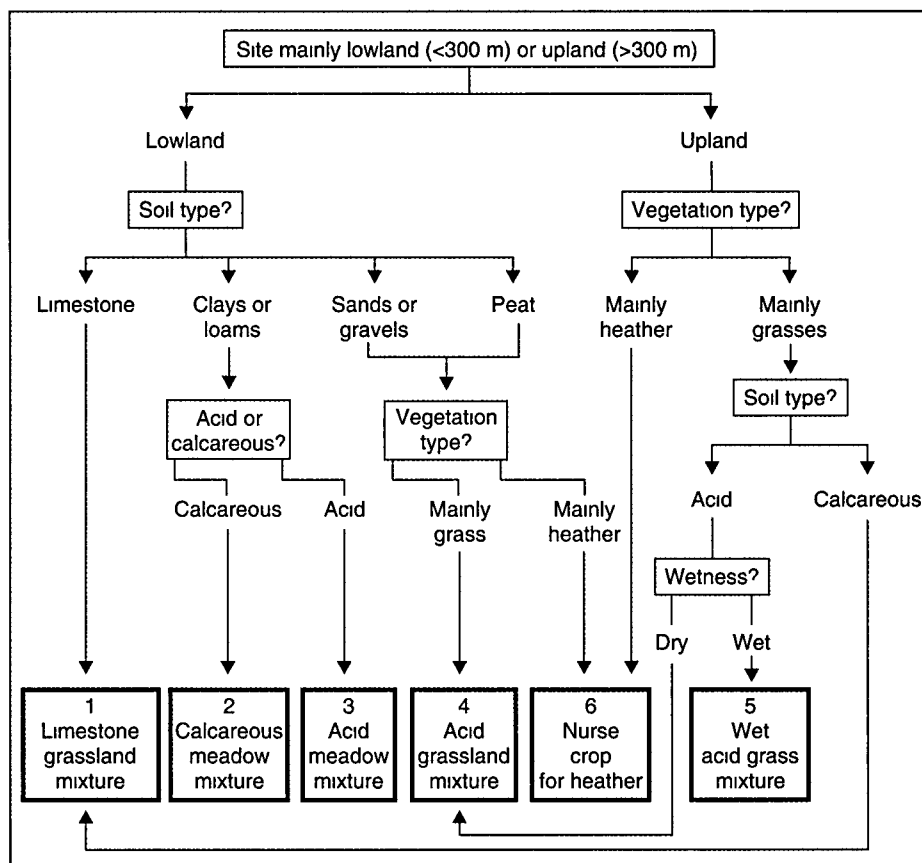 Site mainly lowland (<300 m) or upland (>300 m)
Lowland
Upland
Soil type?
Vegetation type?
Limestone
Clays or
loams
Sands or
gravels
Peat
Mainly
heather
Mainly
grasses
Soil type?
Acid or
calcareous?
Vegetation
type?
Calcareous
Acid
Mainly
grass
Mainly
heather
Acid
Calcareous
Wetness?
Dry
Wet
1
Limestone
grassland
mixture
2
Calcareous
meadow
mixture
3
Acid
meadow
mixture
4
Acid
grassland
mixture
6
Nurse
crop
for heather
5
Wet
acid grass
mixture